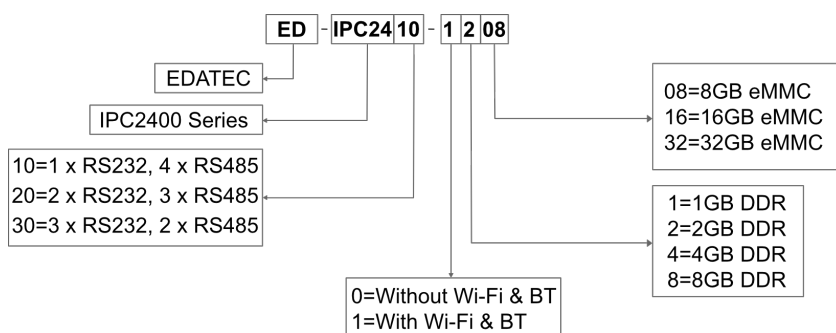 ED - IPC24 10 - 1 2 08
EDATEC
IPC2400 Series
10=1 x RS232, 4 x RS485
20=2 x RS232, 3 x RS485
30=3 x RS232, 2 x RS485
08=8GB eMMC
16=16GB eMMC
32=32GB eMMC
1=1GB DDR
2=2GB DDR
4=4GB DDR
8=8GB DDR
0=Without Wi-Fi & BT
1=With Wi-Fi & BT